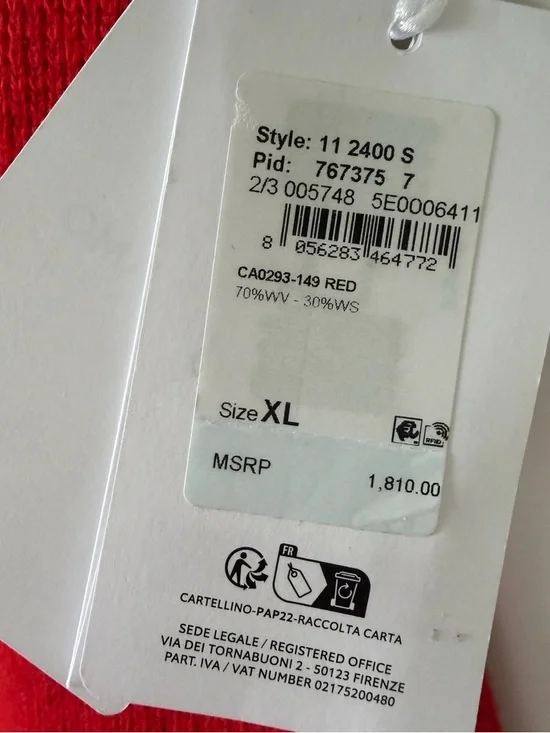 Style: 11 2400 S
Pid: 767375 7
2/3 005748 5E0006411
8 056283 464772
CA0293-149 RED
70%WV - 30%WS
Size XL
RFID
MSRP
1,810.00
FR
CARTELLINO-PAP22-RACCOLTA CARTA
SEDE LEGALE / REGISTERED OFFICE
VIA DEI TORNABUONI 2 - 50123 FIRENZE
PART. IVA / VAT NUMBER 02175200480